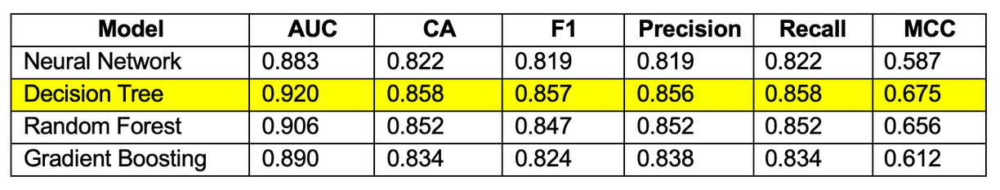 Model AUC CA F1 Precision Recall MCC
Neural Network 0.883 0.822 0.819 0.819 0.822 0.587
Decision Tree 0.920 0.858 0.857 0.856 0.858 0.675
Random Forest 0.906 0.852 0.847 0.852 0.852 0.656
Gradient Boosting 0.890 0.834 0.824 0.838 0.834 0.612